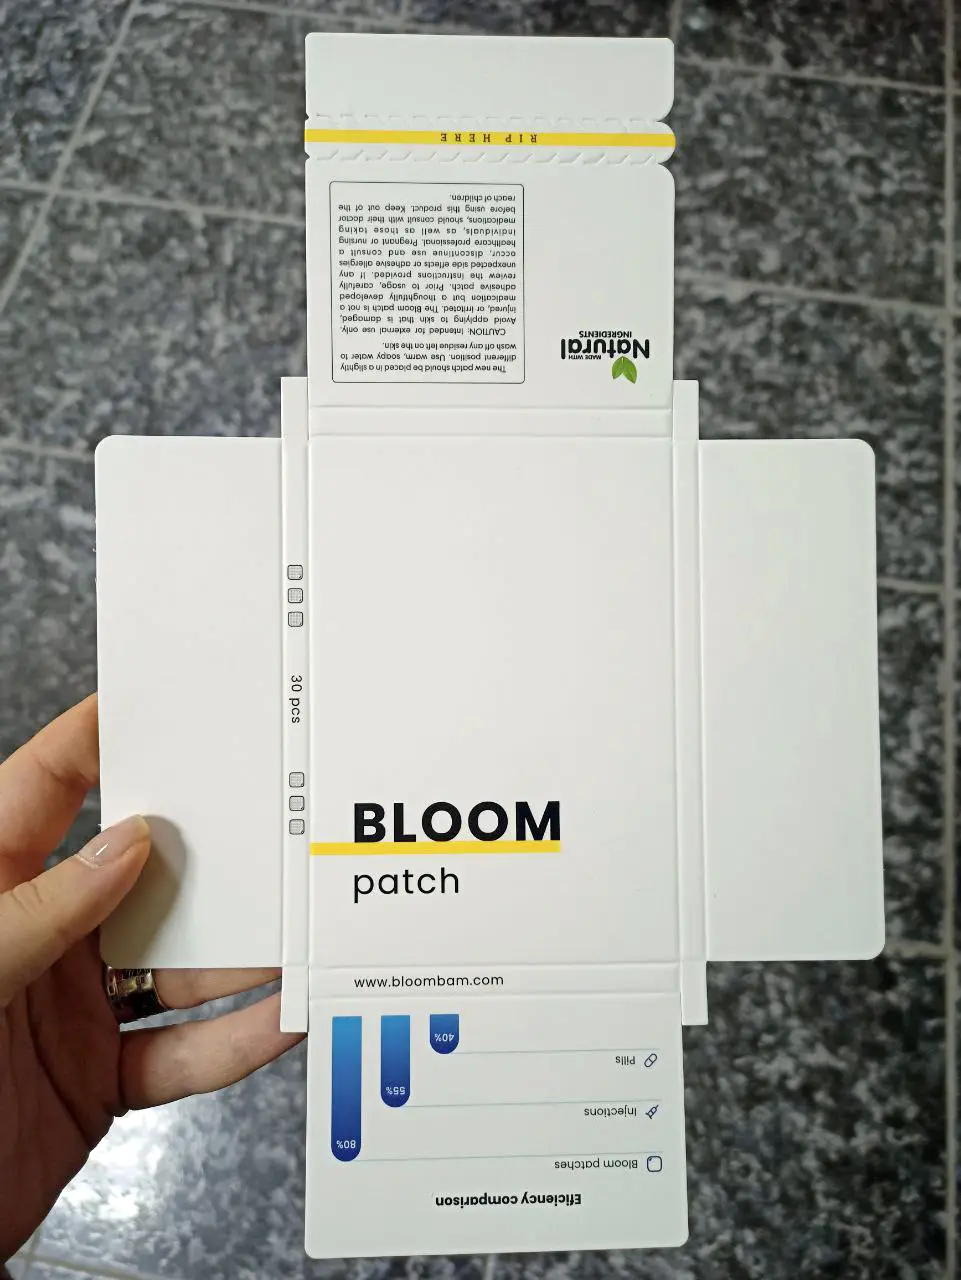 RIP HERE
The new patch should be placed in a slightly
different position. Use warm, soapy water to
wash off any residue left on the skin.
CAUTION: Intended for external use only.
Avoid applying to skin that is damaged,
injured, or irritated. The Bloom patch is not a
medication but a thoughtfully developed
adhesive patch. Prior to usage, carefully
review the instructions provided. If any
unexpected side effects or adhesive allergies
occur, discontinue use and consult a
healthcare professional. Pregnant or nursing
individuals, as well as those taking
medications, should consult with their doctor
before using this product. Keep out of the
reach of children.
MADE WITH
Natural
INGREDIENTS
30 pcs
BLOOM
patch
www.bloombam.com
Efficiency comparison
Bloom patches
80%
Injections
55%
Pills
40%